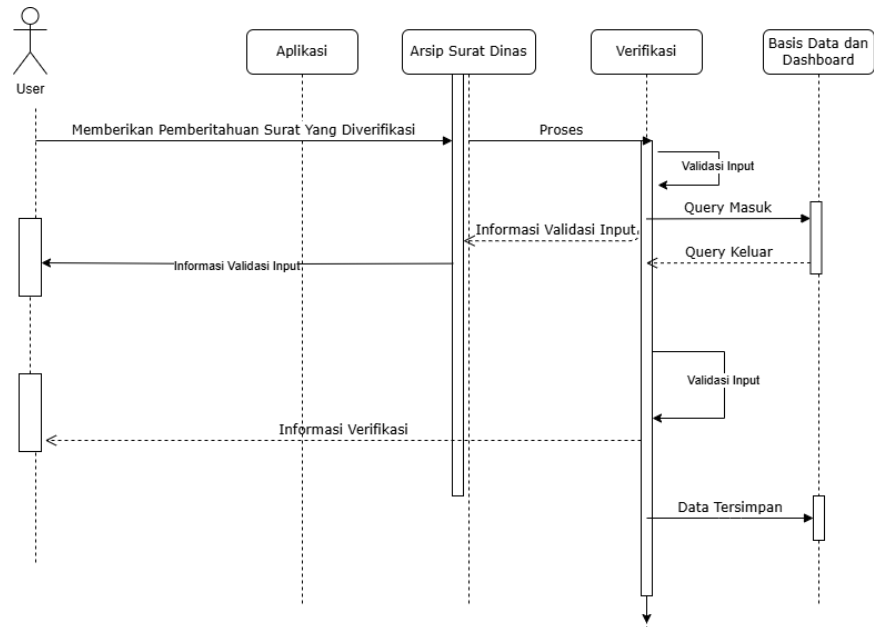 User
Aplikasi
Arsip Surat Dinas
Verifikasi
Basis Data dan
Dashboard
Memberikan Pemberitahuan Surat Yang Diverifikasi
Proses
Validasi Input
Query Masuk
Informasi Validasi Input
Query Keluar
Informasi Validasi Input
Validasi Input
Informasi Verifikasi
Data Tersimpan